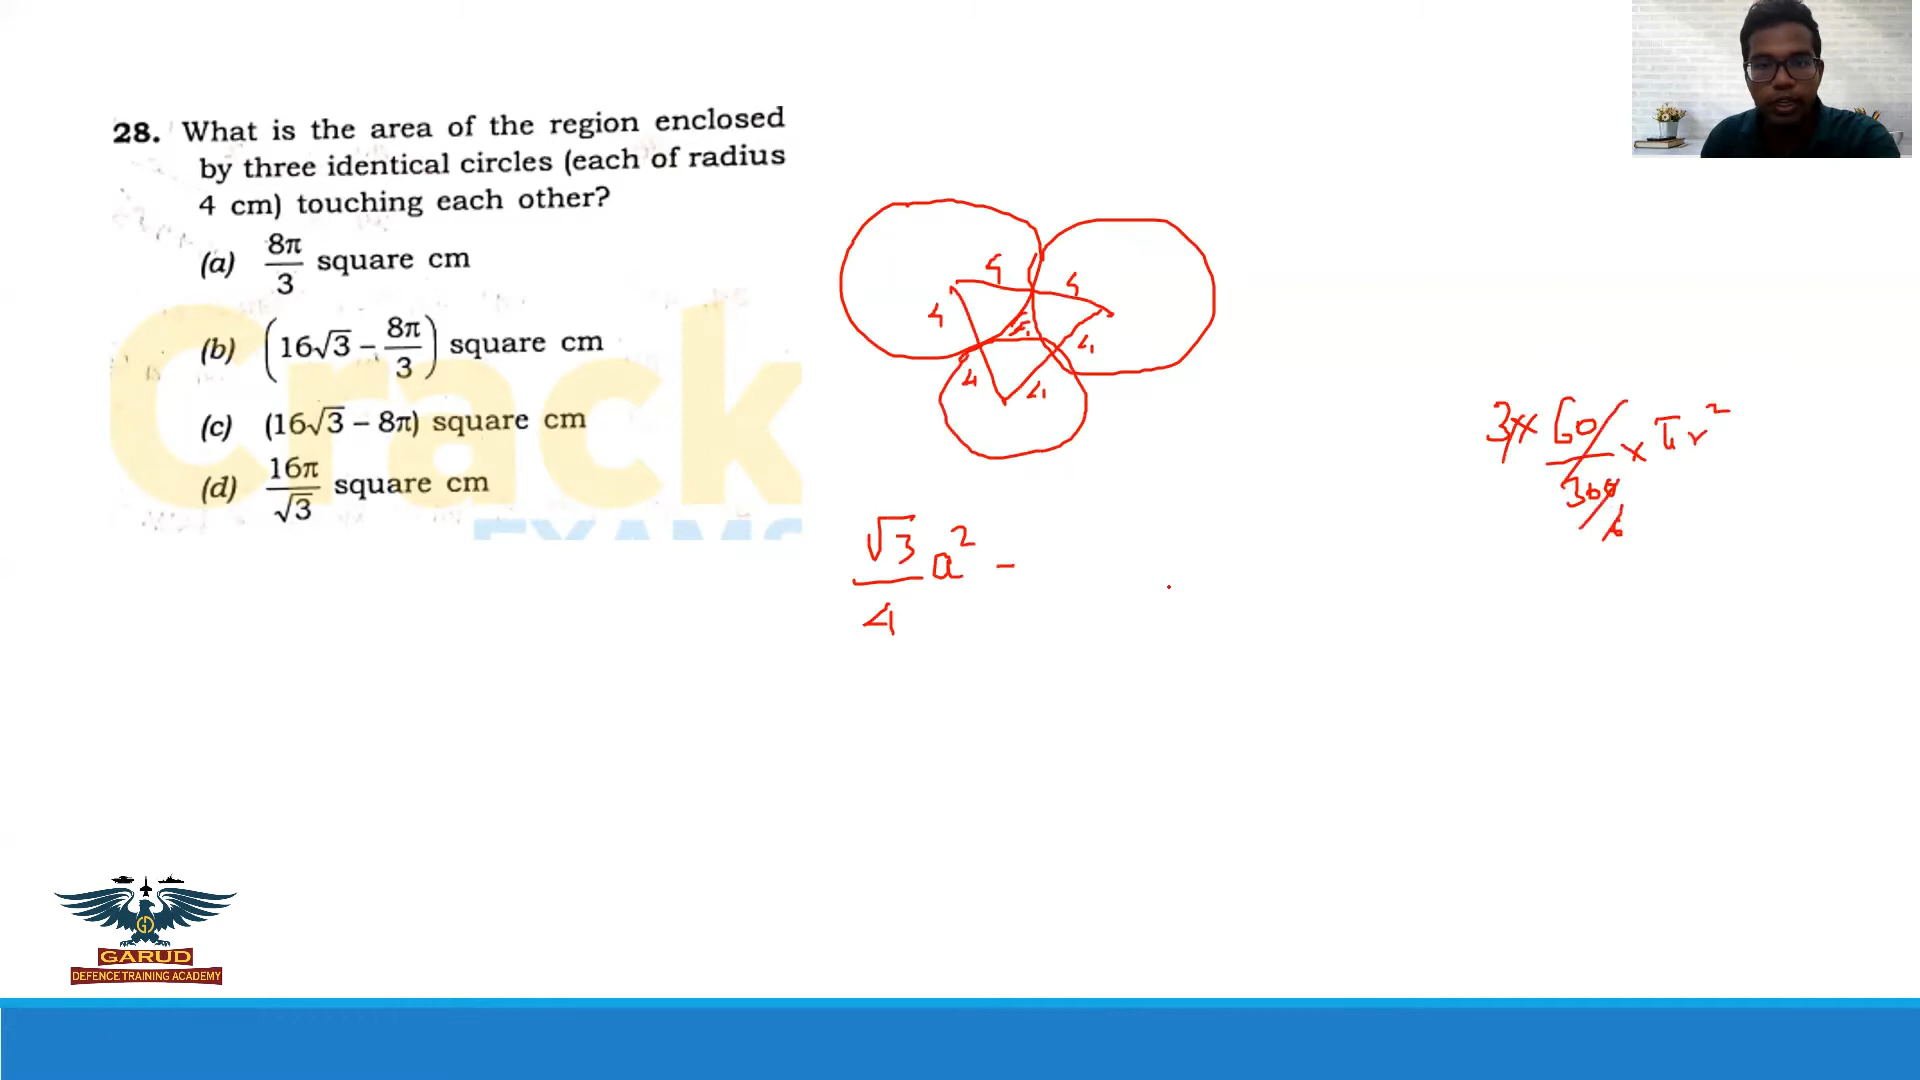 28. What is the area of the region enclosed
by three identical circles (each of radius
4 cm) touching each other?
(a) 8π/3 square cm
(b) (16√3 − 8π/3) square cm
(c) (16√3 − 8π) square cm
(d) 16π/√3 square cm
Crack
EXAMS
4 4
4 4
4 4
3 × 60/360 × πr²
6
√3/4 a² −
GARUD
DEFENCE TRAINING ACADEMY